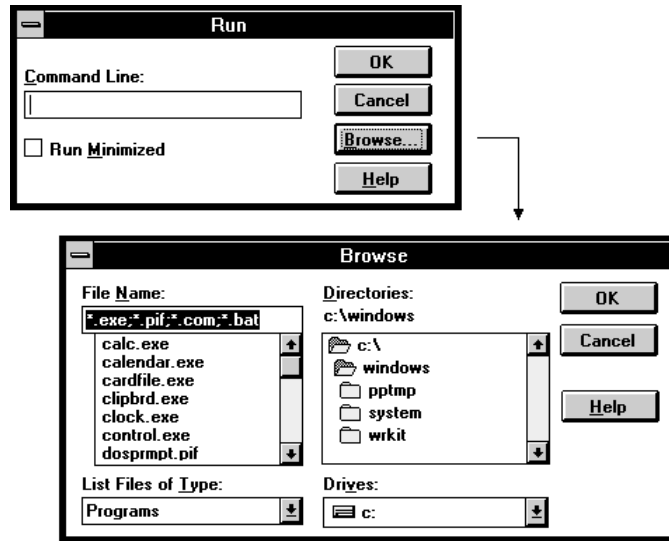 Run
Command Line:
Run Minimized
OK
Cancel
Browse...
Help
Browse
File Name:
*.exe;*.pif;*.com;*.bat
calc.exe
calendar.exe
cardfile.exe
clipbrd.exe
clock.exe
control.exe
dosprmpt.pif
List Files of Type:
Programs
Directories:
c:\windows
c:\
windows
pptmp
system
wrkit
Drives:
c:
OK
Cancel
Help